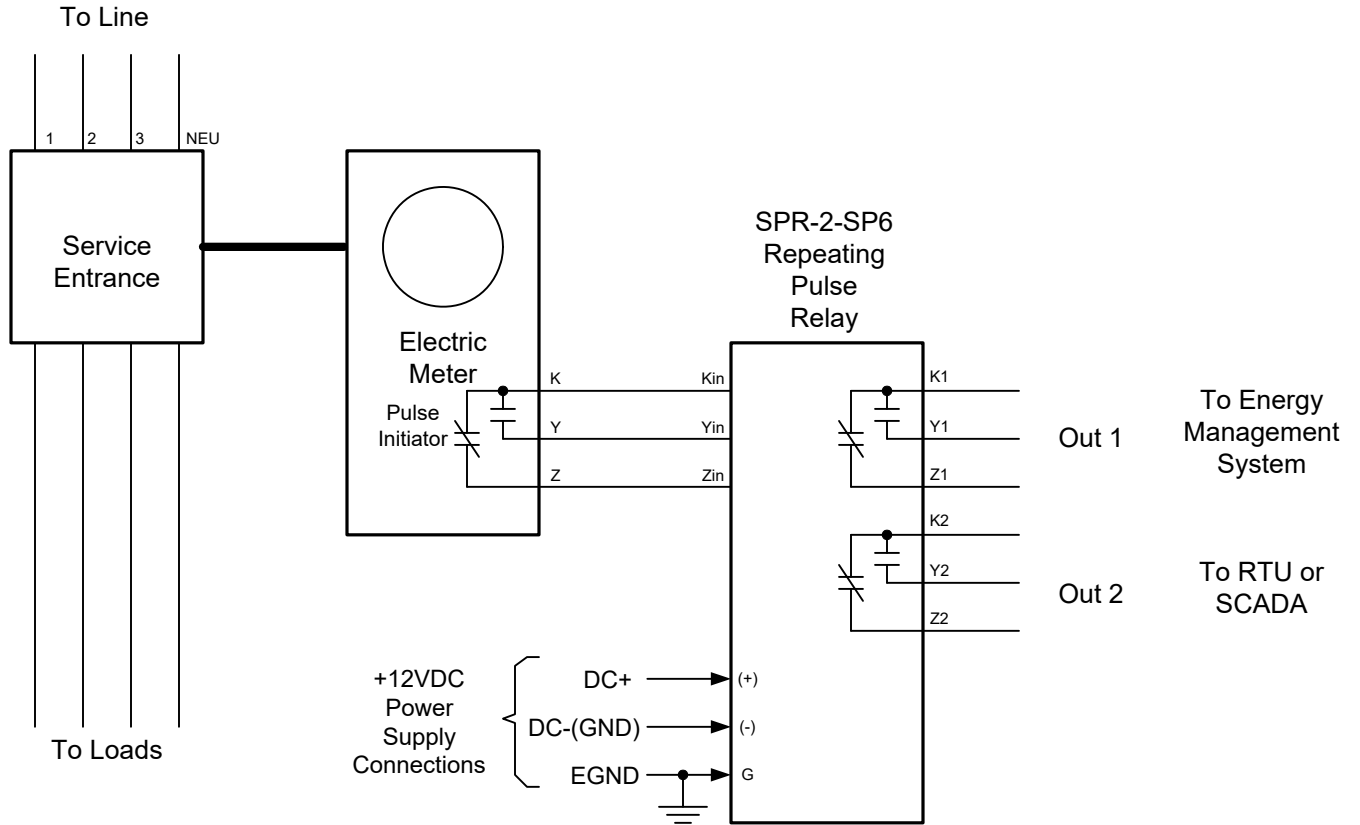 To Line
1
2
3
NEU
Service
Entrance
To Loads
Electric
Meter
Pulse
Initiator
K
Y
Z
SPR-2-SP6
Repeating
Pulse
Relay
Kin
Yin
Zin
K1
Y1
Z1
Out 1
To Energy
Management
System
K2
Y2
Z2
Out 2
To RTU or
SCADA
+12VDC
Power
Supply
Connections
DC+
(+)
DC-(GND)
(-)
EGND
G